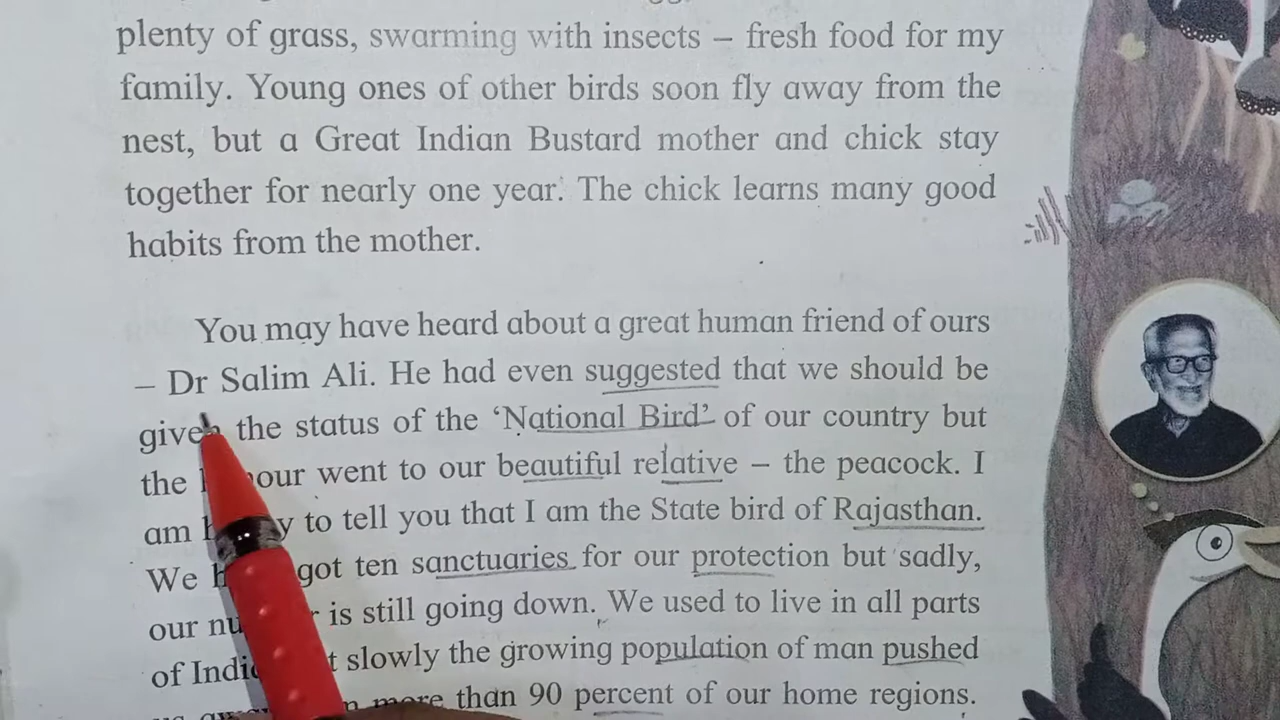 plenty of grass, swarming with insects – fresh food for my
family. Young ones of other birds soon fly away from the
nest, but a Great Indian Bustard mother and chick stay
together for nearly one year. The chick learns many good
habits from the mother.
You may have heard about a great human friend of ours
– Dr Salim Ali. He had even suggested that we should be
given the status of the ‘National Bird’ of our country but
the honour went to our beautiful relative – the peacock. I
am to tell you that I am the State bird of Rajasthan.
We got ten sanctuaries for our protection but sadly,
our is still going down. We used to live in all parts
of slowly the growing population of man pushed
more than 90 percent of our home regions.